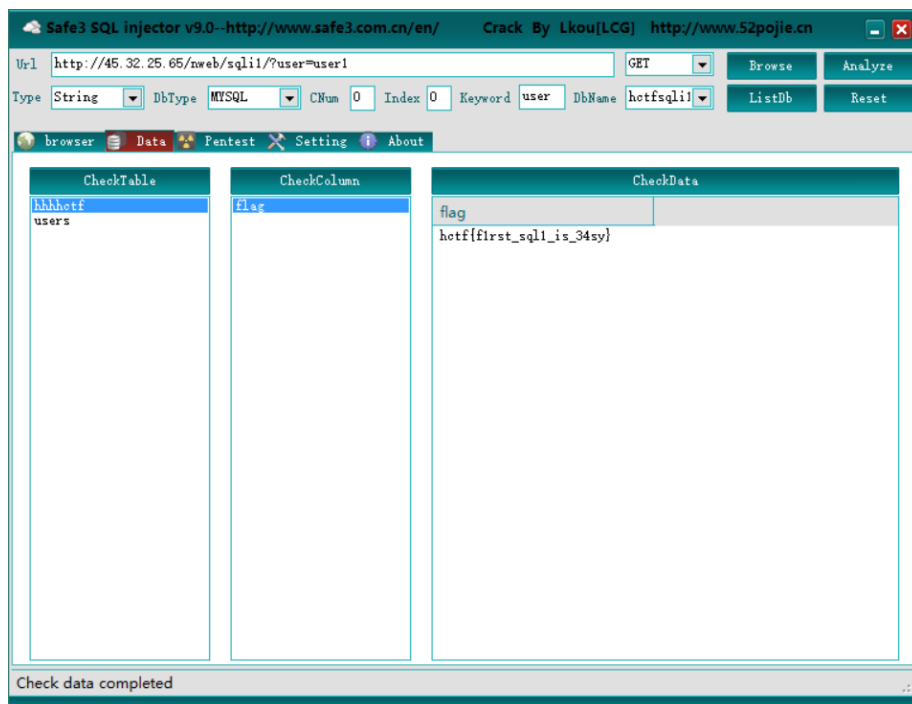 Safe3 SQL injector v9.0--http://www.safe3.com.cn/en/ Crack By Lkou[LCG] http://www.52pojie.cn
Url http://45.32.25.65/nweb/sqli1/?user=user1 GET Browse Analyze
Type String DbType MYSQL CNum 0 Index 0 Keyword user DbName hctfsqli1 ListDb Reset
browser Data Pentest Setting About
CheckTable CheckColumn CheckData
hhhhctf flag flag
users
hctf{f1rst_sql1_is_34sy}
Check data completed